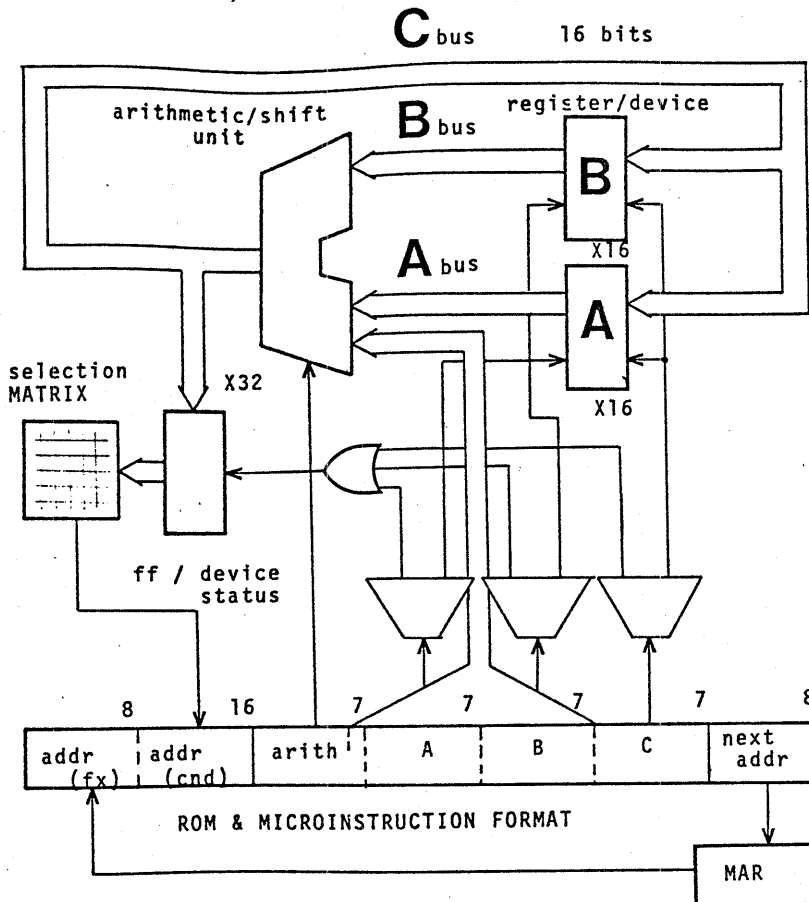 C bus 16 bits
arithmetic/shift
unit
B bus
register/device
B
X16
A bus
A
X16
selection
MATRIX
X32
ff / device
status
8 16 7 7 7 7 8
addr
(fx)
addr
(cnd)
arith
A
B
C
next
addr
ROM & MICROINSTRUCTION FORMAT
MAR